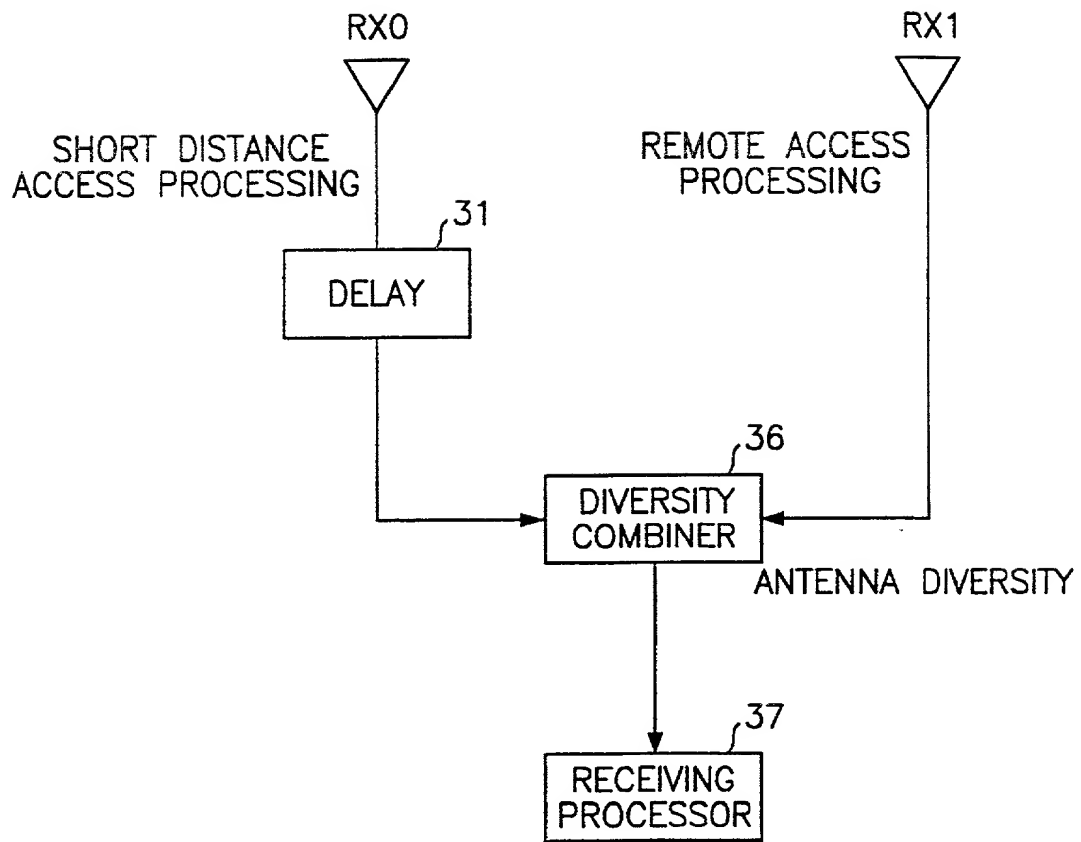 RX0
RX1
SHORT DISTANCE
ACCESS PROCESSING
REMOTE ACCESS
PROCESSING
31
DELAY
36
DIVERSITY
COMBINER
ANTENNA DIVERSITY
37
RECEIVING
PROCESSOR